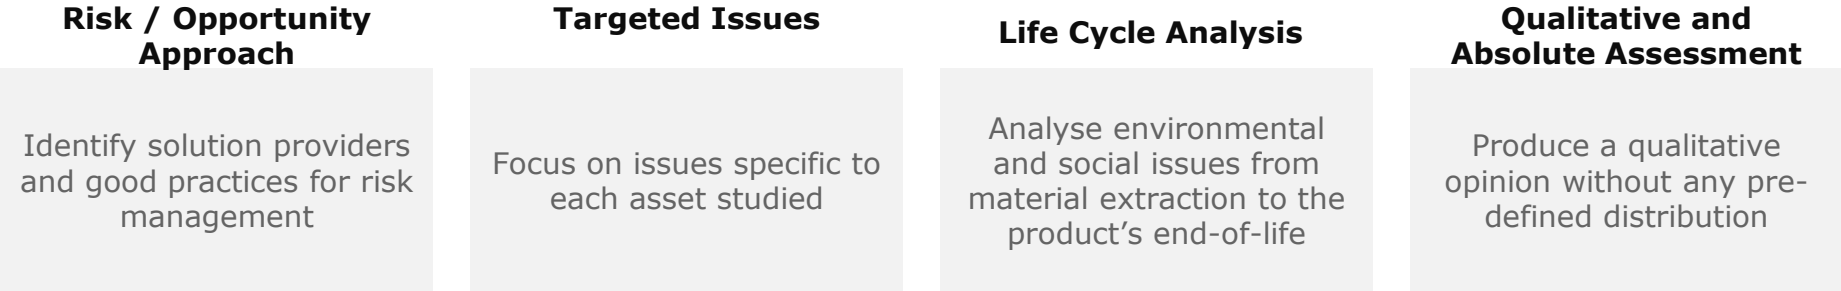 Risk / Opportunity
Approach
Identify solution providers
and good practices for risk
management
Targeted Issues
Focus on issues specific to
each asset studied
Life Cycle Analysis
Analyse environmental
and social issues from
material extraction to the
product’s end-of-life
Qualitative and
Absolute Assessment
Produce a qualitative
opinion without any pre-
defined distribution